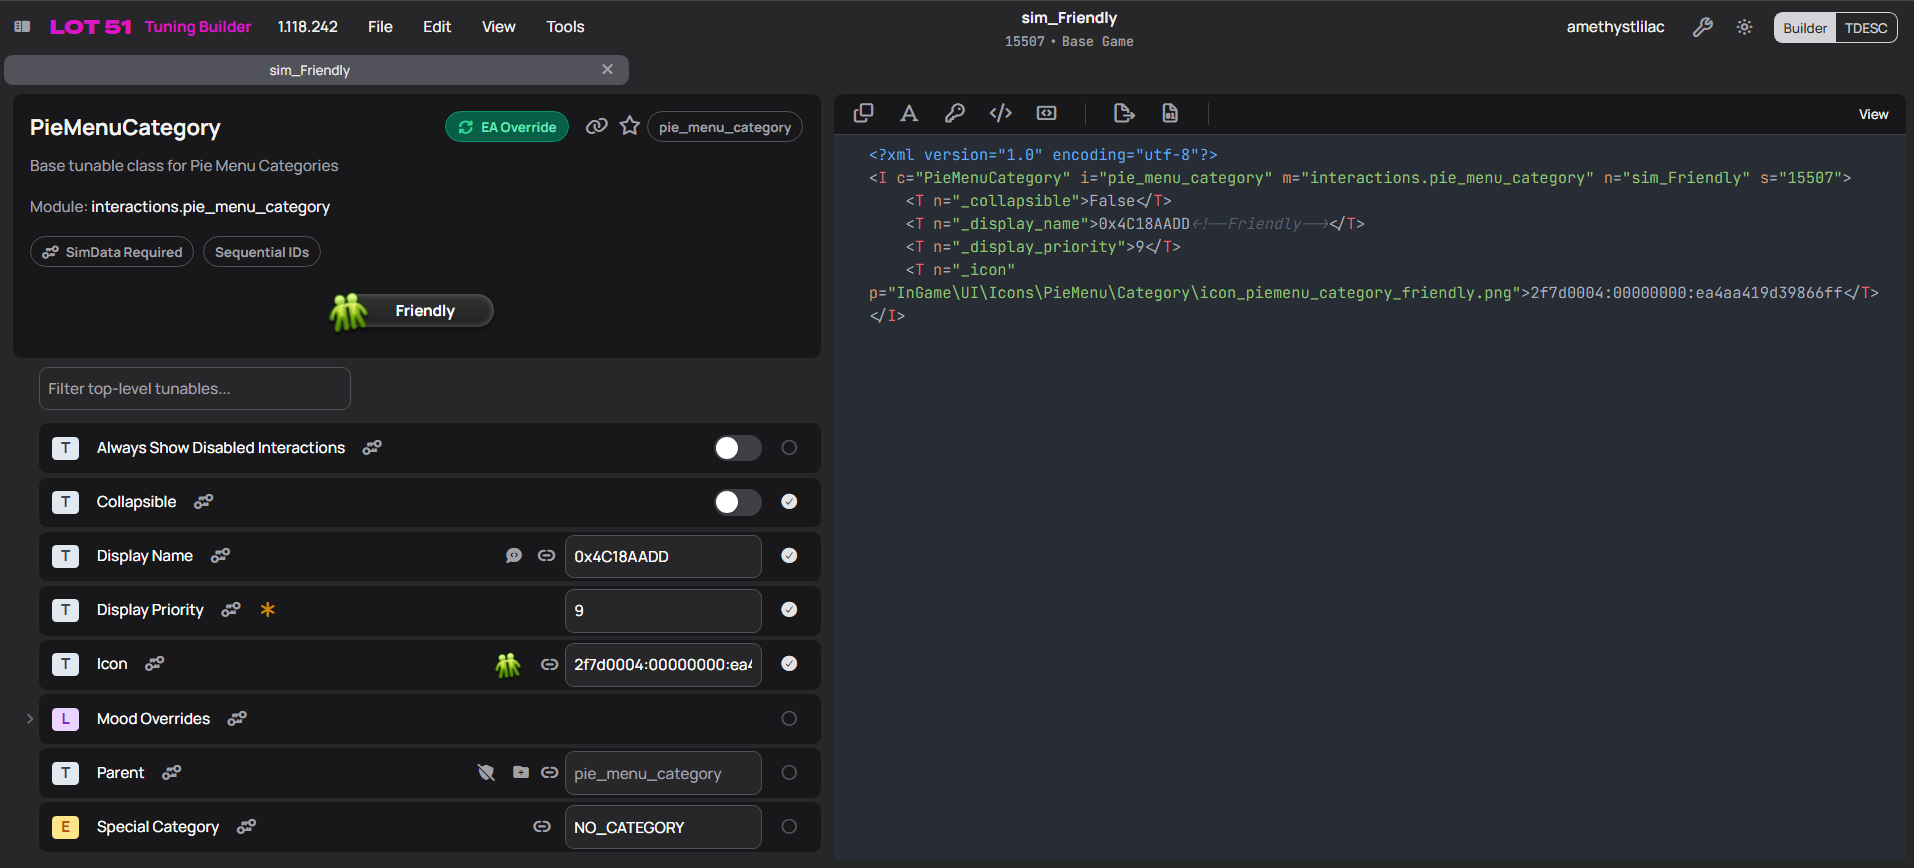 LOT 51 Tuning Builder 1.118.242 File Edit View Tools
sim_Friendly
15507 • Base Game
amethystlilac
Builder TDESC
sim_Friendly
PieMenuCategory
EA Override
pie_menu_category
Base tunable class for Pie Menu Categories
Module: interactions.pie_menu_category
SimData Required
Sequential IDs
Friendly
Filter top-level tunables...
T Always Show Disabled Interactions
T Collapsible
T Display Name 0x4C18AADD
T Display Priority 9
T Icon 2f7d0004:00000000:ea4
L Mood Overrides
T Parent pie_menu_category
E Special Category NO_CATEGORY
View
<?xml version="1.0" encoding="utf-8"?>
<I c="PieMenuCategory" i="pie_menu_category" m="interactions.pie_menu_category" n="sim_Friendly" s="15507">
<T n="_collapsible">False</T>
<T n="_display_name">0x4C18AADD<!--Friendly--></T>
<T n="_display_priority">9</T>
<T n="_icon"
p="InGame\UI\Icons\PieMenu\Category\icon_piemenu_category_friendly.png">2f7d0004:00000000:ea4aa419d39866ff</T>
</I>